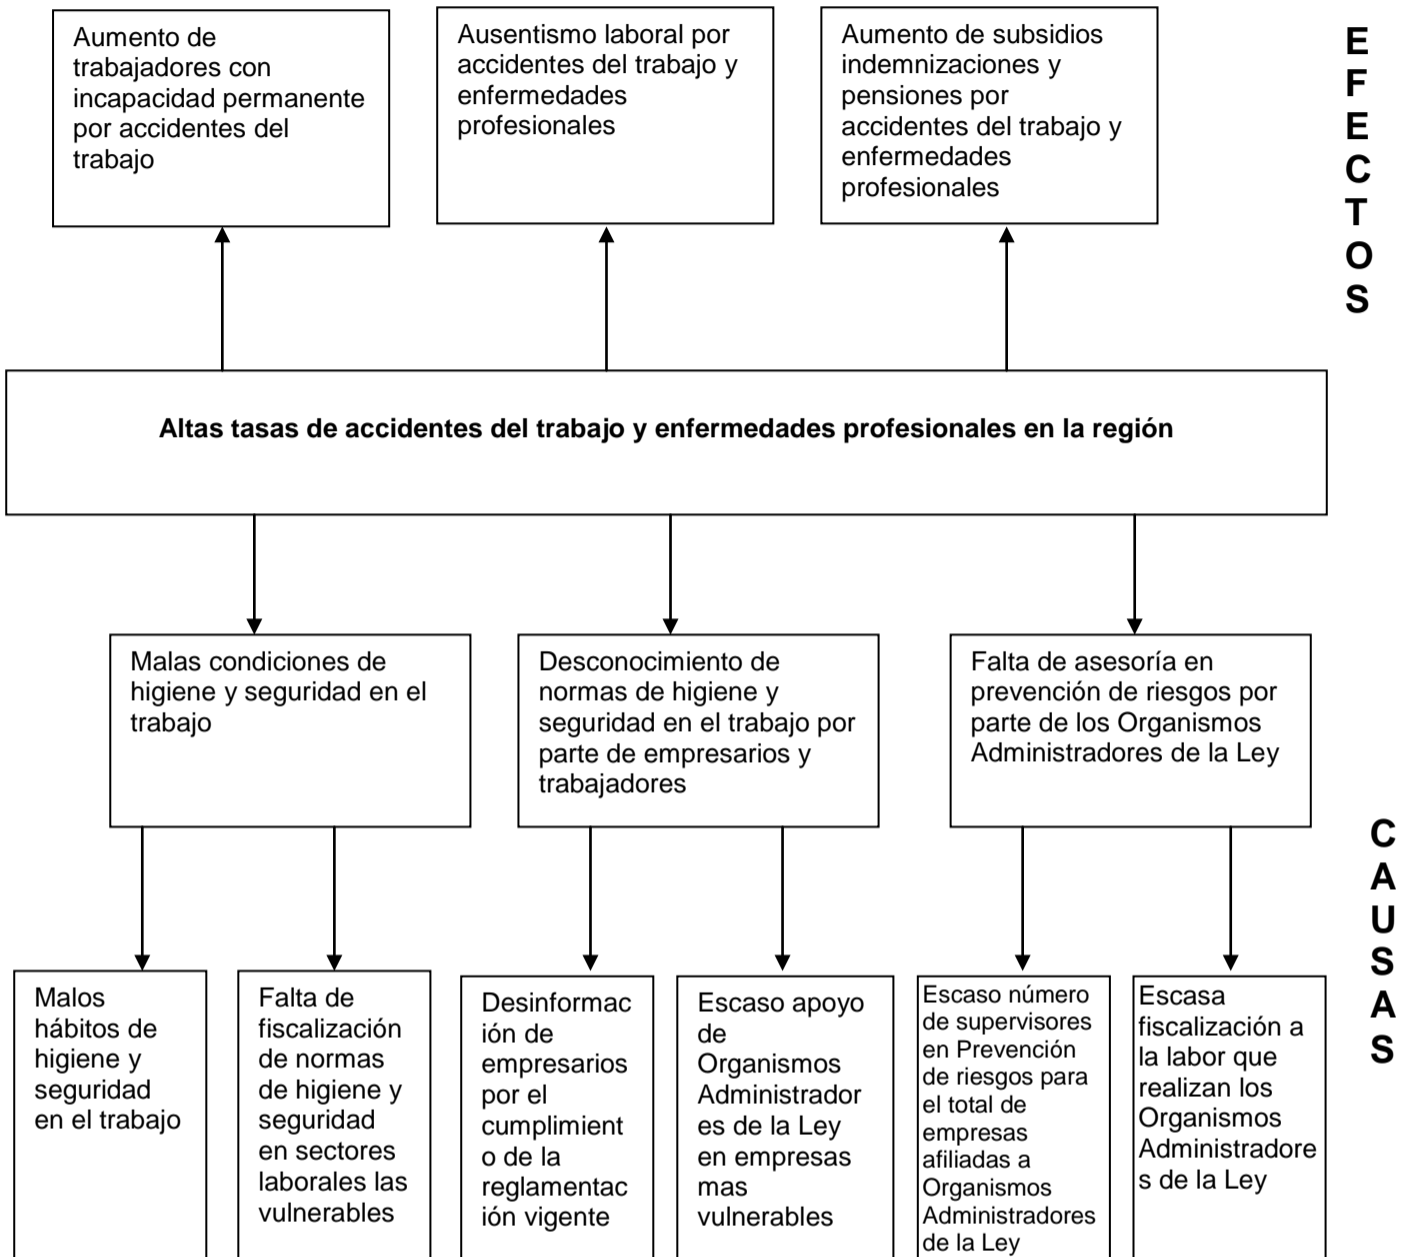 Aumento de
trabajadores con
incapacidad permanente
por accidentes del
trabajo
Ausentismo laboral por
accidentes del trabajo y
enfermedades
profesionales
Aumento de subsidios
indemnizaciones y
pensiones por
accidentes del trabajo y
enfermedades
profesionales
E
F
E
C
T
O
S
Altas tasas de accidentes del trabajo y enfermedades profesionales en la región
Malas condiciones de
higiene y seguridad en el
trabajo
Desconocimiento de
normas de higiene y
seguridad en el trabajo por
parte de empresarios y
trabajadores
Falta de asesoría en
prevención de riesgos por
parte de los Organismos
Administradores de la Ley
C
A
U
S
A
S
Malos
hábitos de
higiene y
seguridad
en el trabajo
Falta de
fiscalización
de normas
de higiene y
seguridad
en sectores
laborales las
vulnerables
Desinformac
ión de
empresarios
por el
cumplimient
o de la
reglamentac
ión vigente
Escaso apoyo
de
Organismos
Administrador
es de la Ley
en empresas
mas
vulnerables
Escaso número
de supervisores
en Prevención
de riesgos para
el total de
empresas
afiliadas a
Organismos
Administradores
de la Ley
Escasa
fiscalización a
la labor que
realizan los
Organismos
Administradore
s de la Ley